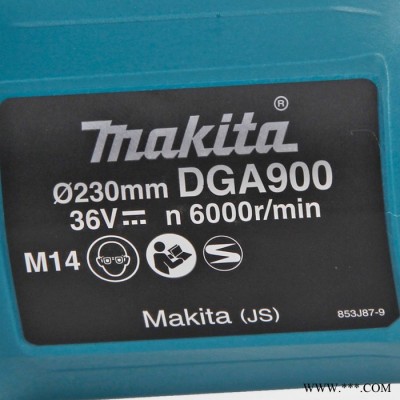 makita®
Ø230mm DGA900
36V⎓ n 6000r/min
M14
Makita (JS)
853J87-9
www.***.com